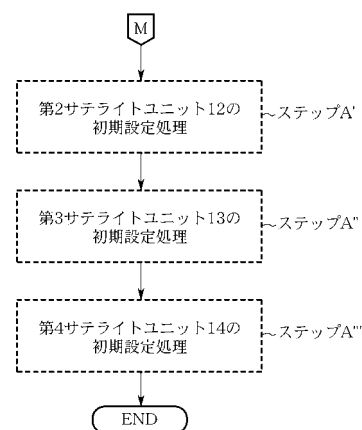 M
第2サテライトユニット12の
初期設定処理
～ステップA'
第3サテライトユニット13の
初期設定処理
～ステップA"
第4サテライトユニット14の
初期設定処理
～ステップA"'
END